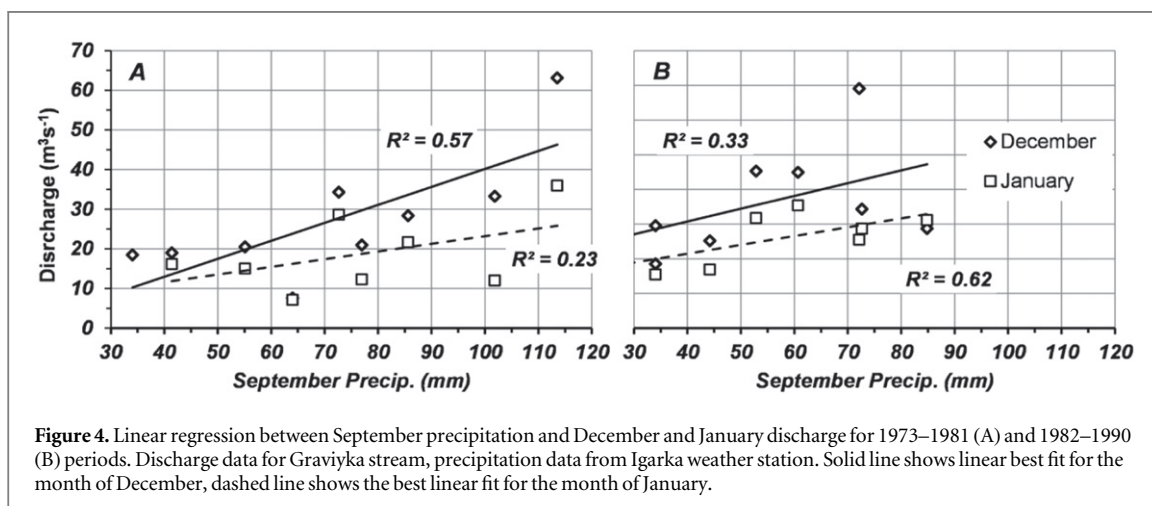 70
60
50
40
30
20
10
0
Disrcharge (m³s⁻¹)
A
R² = 0.57
R² = 0.23
30 40 50 60 70 80 90 100 110 120
September Precip. (mm)
B
R² = 0.33
December
January
R² = 0.62
30 40 50 60 70 80 90 100 110 120
September Precip. (mm)
Figure 4. Linear regression between September precipitation and December and January discharge for 1973–1981 (A) and 1982–1990
(B) periods. Discharge data for Graviyka stream, precipitation data from Igarka weather station. Solid line shows linear best fit for the
month of December, dashed line shows the best linear fit for the month of January.